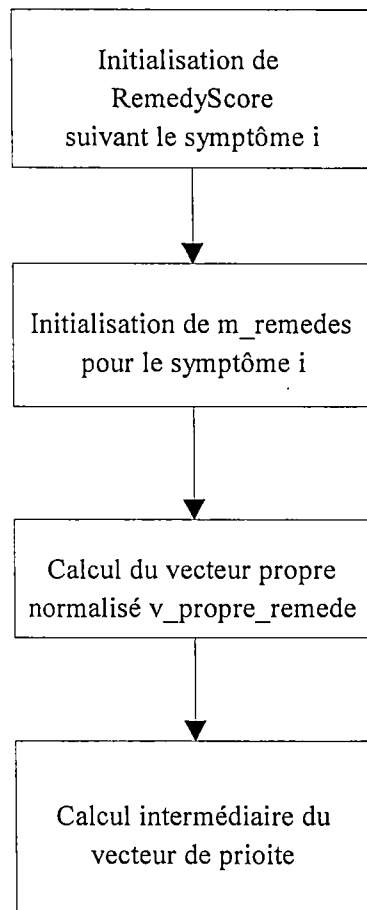 Initialisation de
RemedyScore
suivant le symptôme i
Initialisation de m_remedes
pour le symptôme i
Calcul du vecteur propre
normalisé v_propre_remede
Calcul intermédiaire du
vecteur de prioite